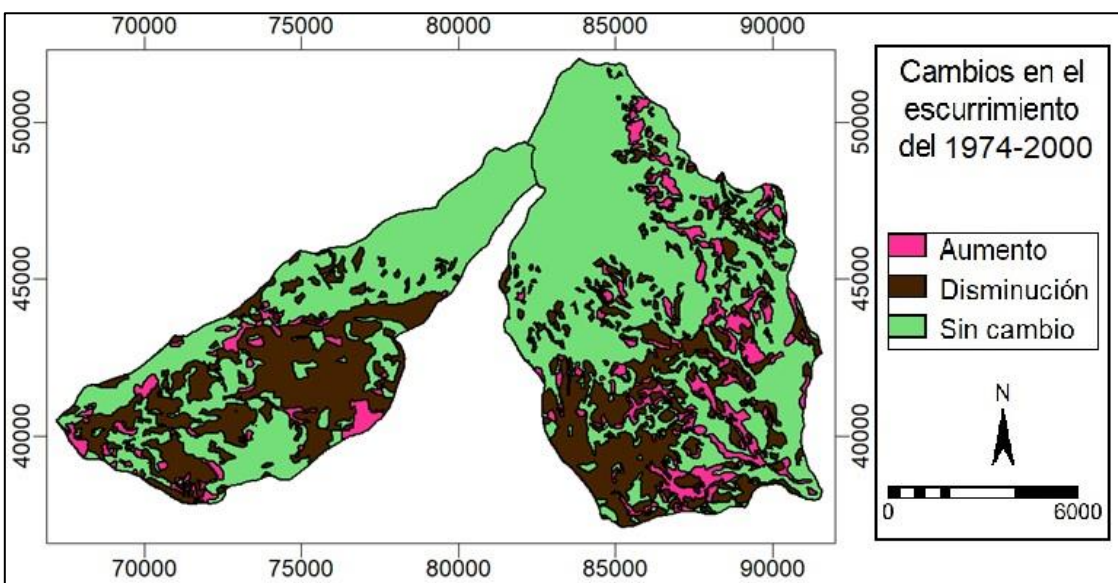 70000 75000 80000 85000 90000
50000 50000
45000 45000
40000 40000
70000 75000 80000 85000 90000
Cambios en el
escurrimiento
del 1974-2000
Aumento
Disminución
Sin cambio
N
0 6000